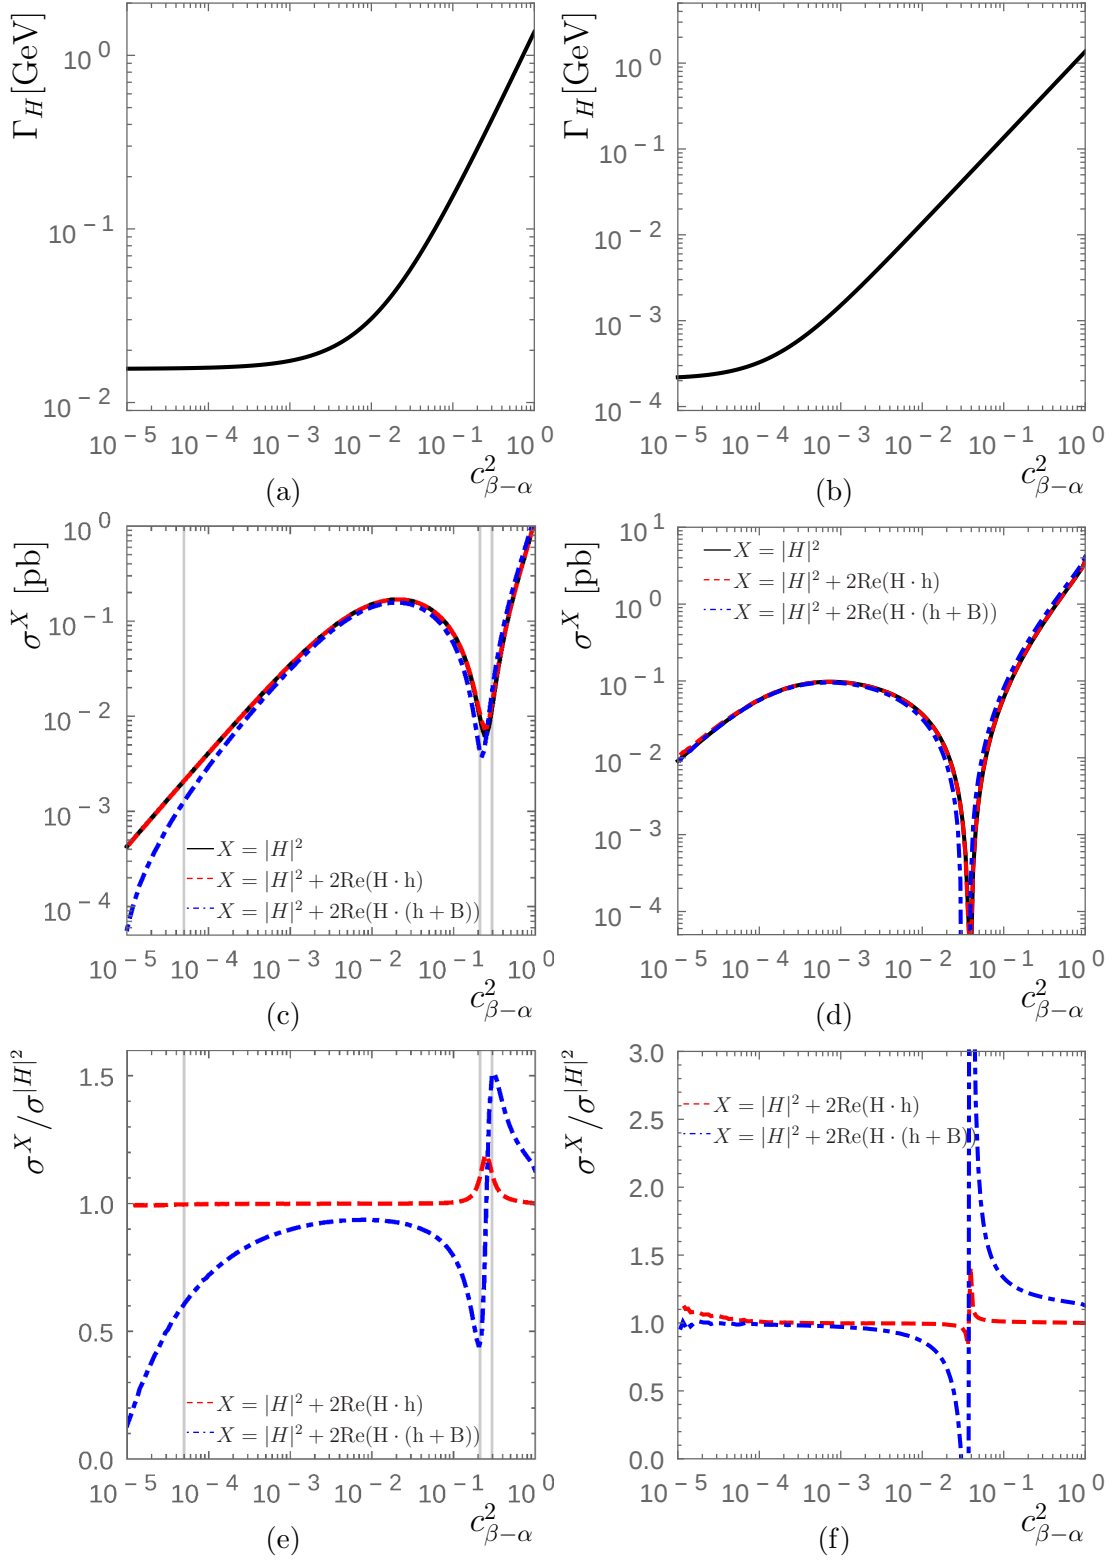 Γ_H[GeV]
10^0
10^−1
10^−2
10^−5 10^−4 10^−3 10^−2 10^−1 10^0
c²_β−α
(a)
Γ_H[GeV]
10^0
10^−1
10^−2
10^−3
10^−4
10^−5 10^−4 10^−3 10^−2 10^−1 10^0
c²_β−α
(b)
σ^X [pb]
10^0
10^−1
10^−2
10^−3
10^−4
X = |H|²
X = |H|² + 2Re(H · h)
X = |H|² + 2Re(H · (h + B))
10^−5 10^−4 10^−3 10^−2 10^−1 10^0
c²_β−α
(c)
σ^X [pb]
10^1
10^0
10^−1
10^−2
10^−3
10^−4
X = |H|²
X = |H|² + 2Re(H · h)
X = |H|² + 2Re(H · (h + B))
10^−5 10^−4 10^−3 10^−2 10^−1 10^0
c²_β−α
(d)
σ^X/σ^|H|²
1.5
1.0
0.5
0.0
X = |H|² + 2Re(H · h)
X = |H|² + 2Re(H · (h + B))
10^−5 10^−4 10^−3 10^−2 10^−1 10^0
c²_β−α
(e)
σ^X/σ^|H|²
3.0
2.5
2.0
1.5
1.0
0.5
0.0
X = |H|² + 2Re(H · h)
X = |H|² + 2Re(H · (h + B))
10^−5 10^−4 10^−3 10^−2 10^−1 10^0
c²_β−α
(f)